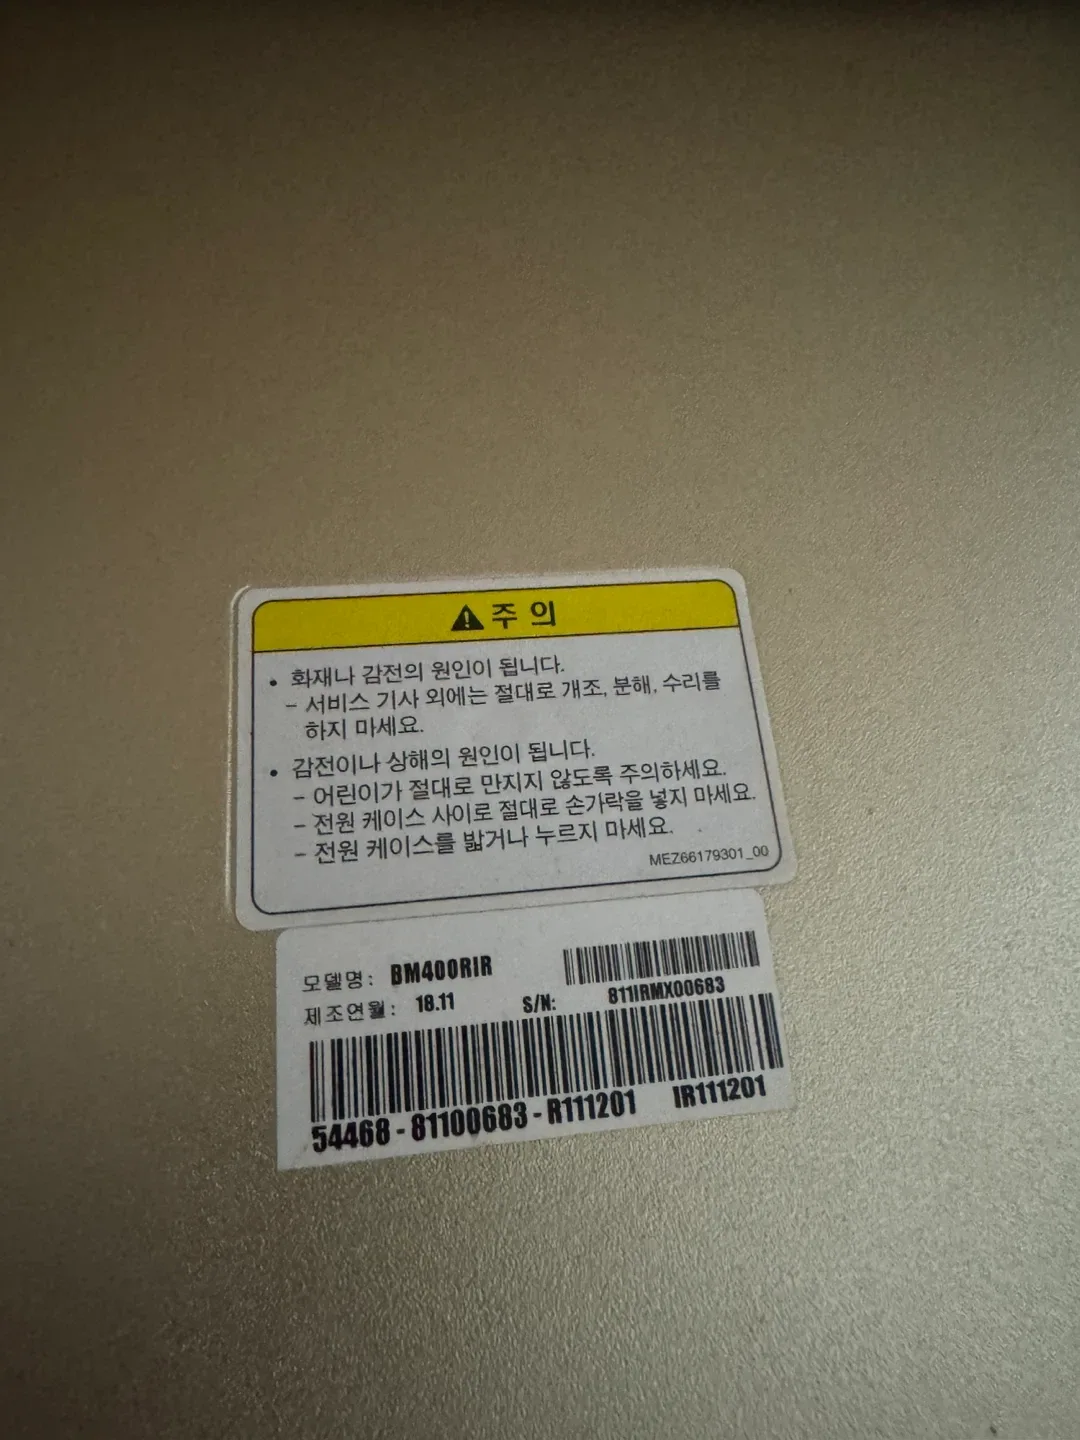 ⚠주 의
• 화재나 감전의 원인이 됩니다.
- 서비스 기사 외에는 절대로 개조, 분해, 수리를
하지 마세요.
• 감전이나 상해의 원인이 됩니다.
- 어린이가 절대로 만지지 않도록 주의하세요.
- 전원 케이스 사이로 절대로 손가락을 넣지 마세요.
- 전원 케이스를 밟거나 누르지 마세요.
MEZ66179301_00
모델명: BM400RIR
제조연월: 18.11 S/N: 811IRMX00683
54468-81100683-R111201 IR111201